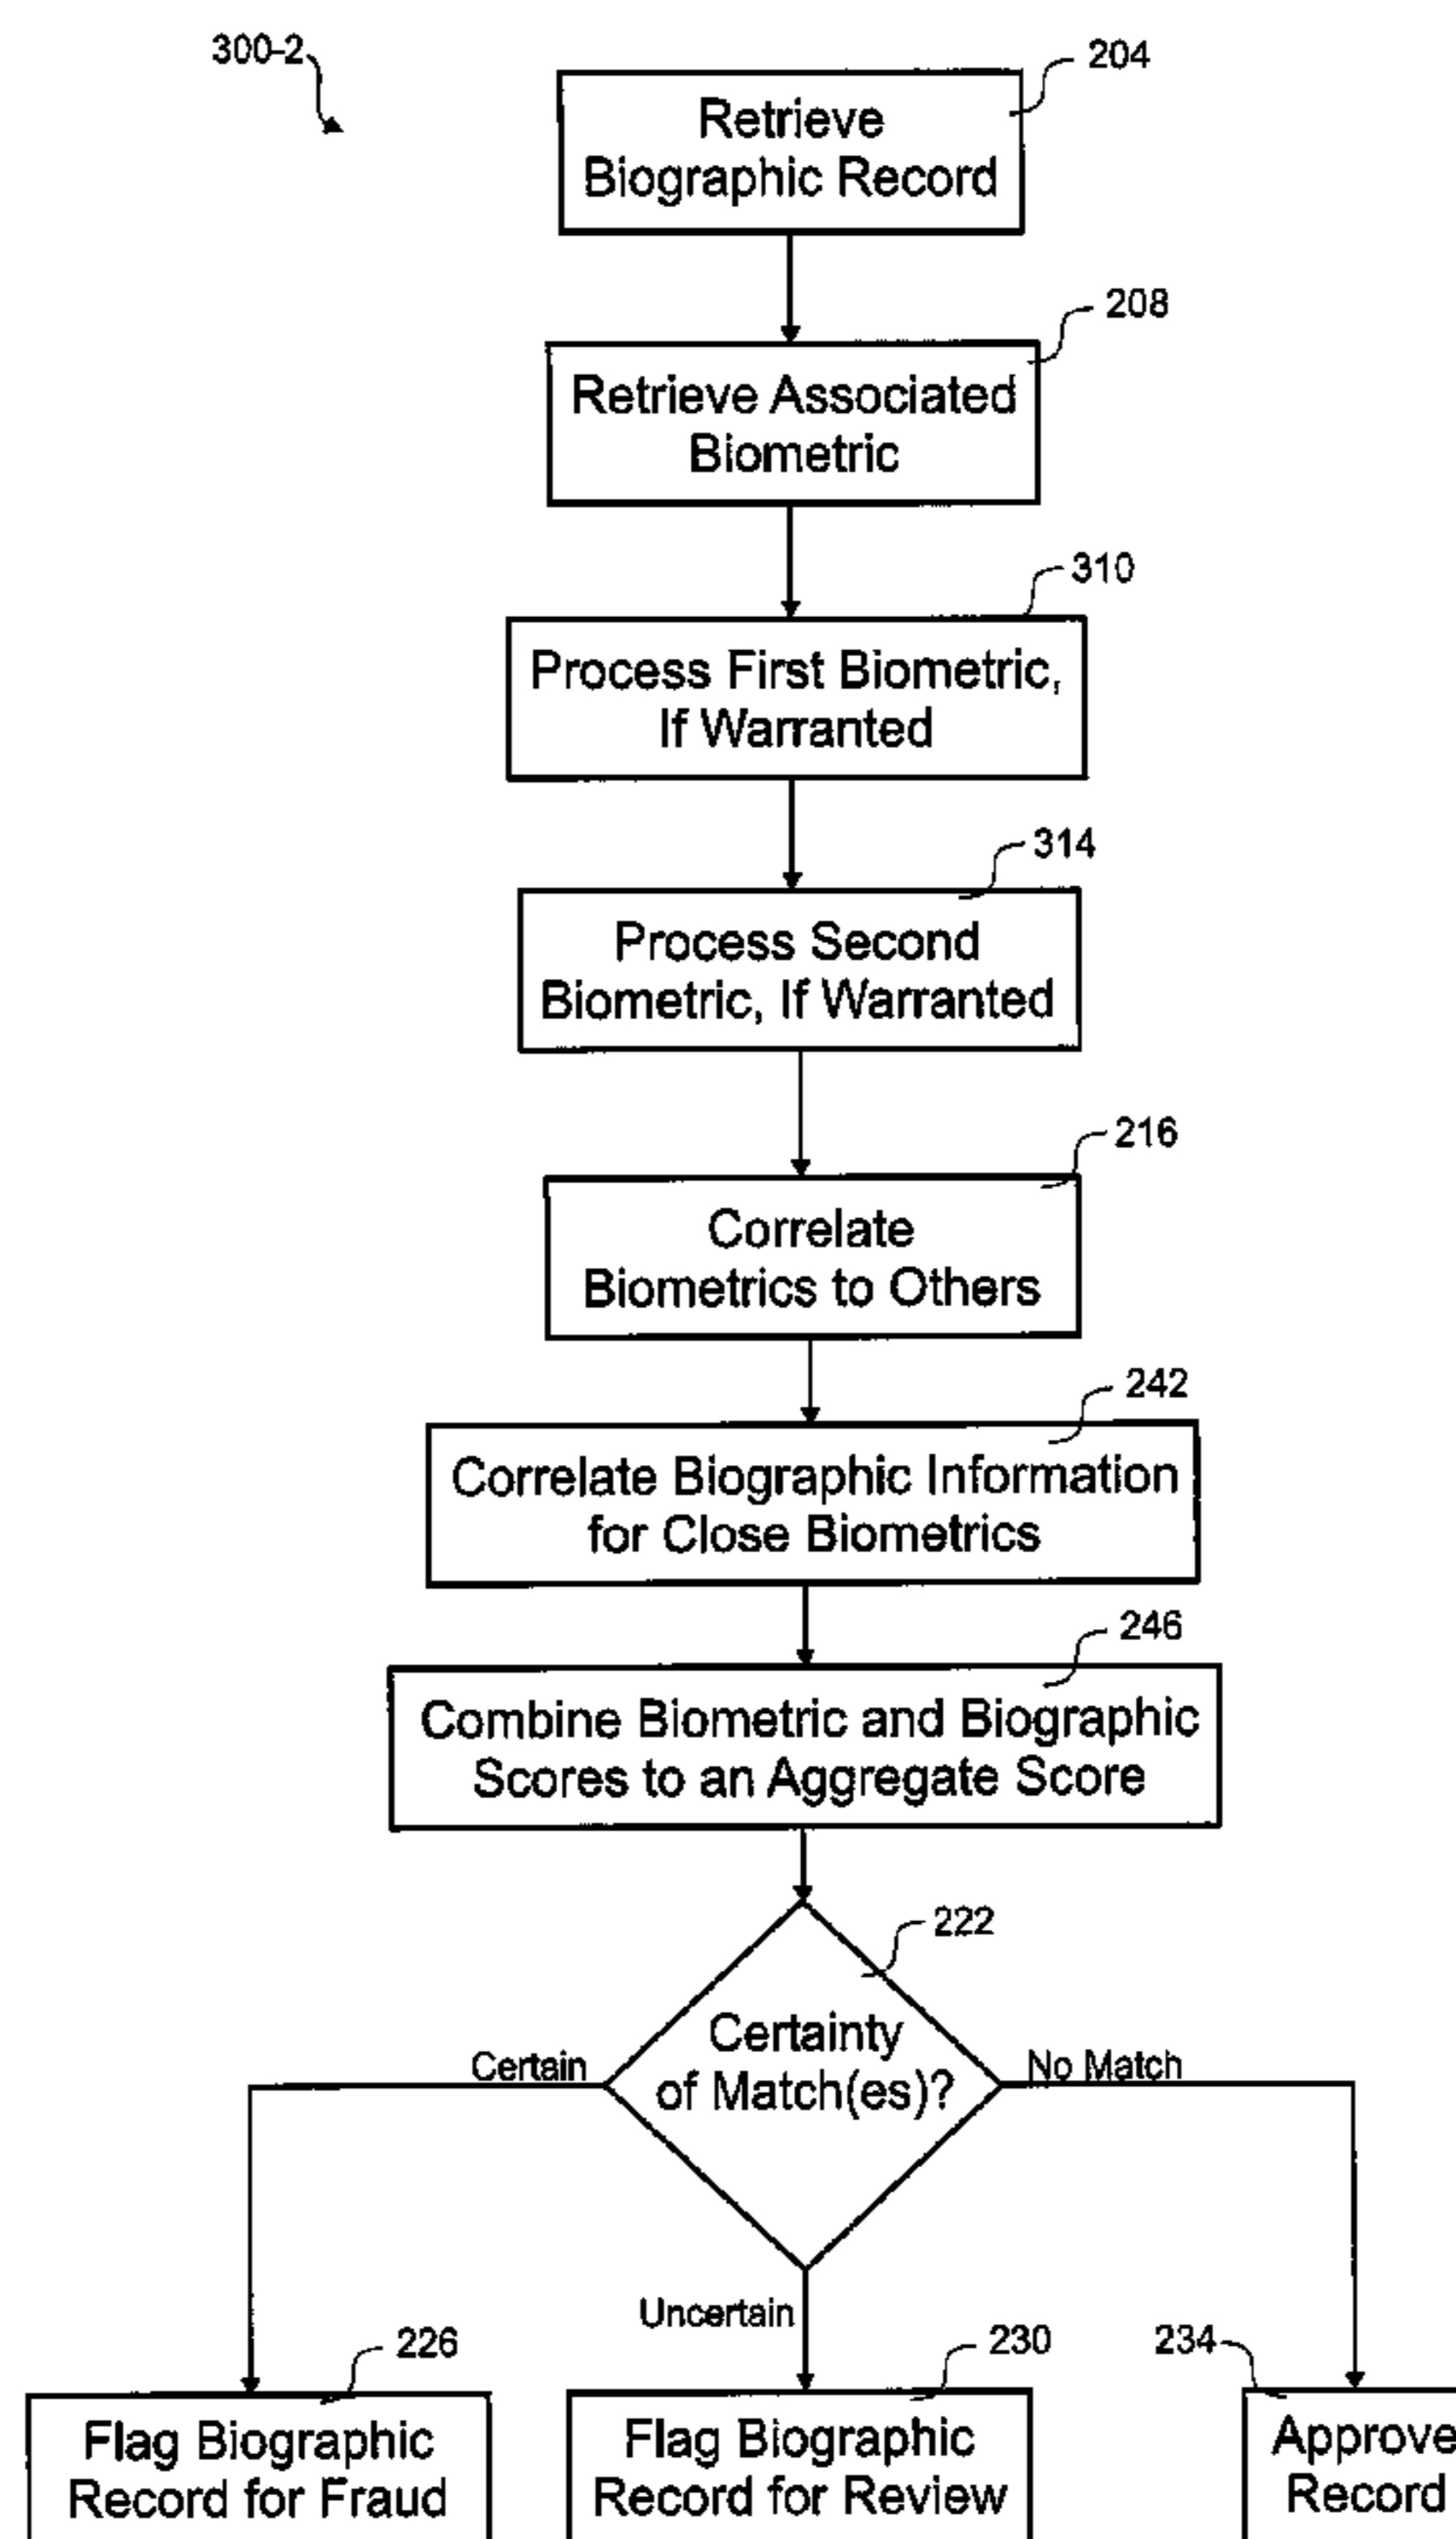 300-2
204
Retrieve
Biographic Record
208
Retrieve Associated
Biometric
310
Process First Biometric,
If Warranted
314
Process Second
Biometric, If Warranted
216
Correlate
Biometrics to Others
242
Correlate Biographic Information
for Close Biometrics
246
Combine Biometric and Biographic
Scores to an Aggregate Score
222
Certainty
of Match(es)?
Certain
No Match
Uncertain
226
230
234
Flag Biographic
Record for Fraud
Flag Biographic
Record for Review
Approve
Record